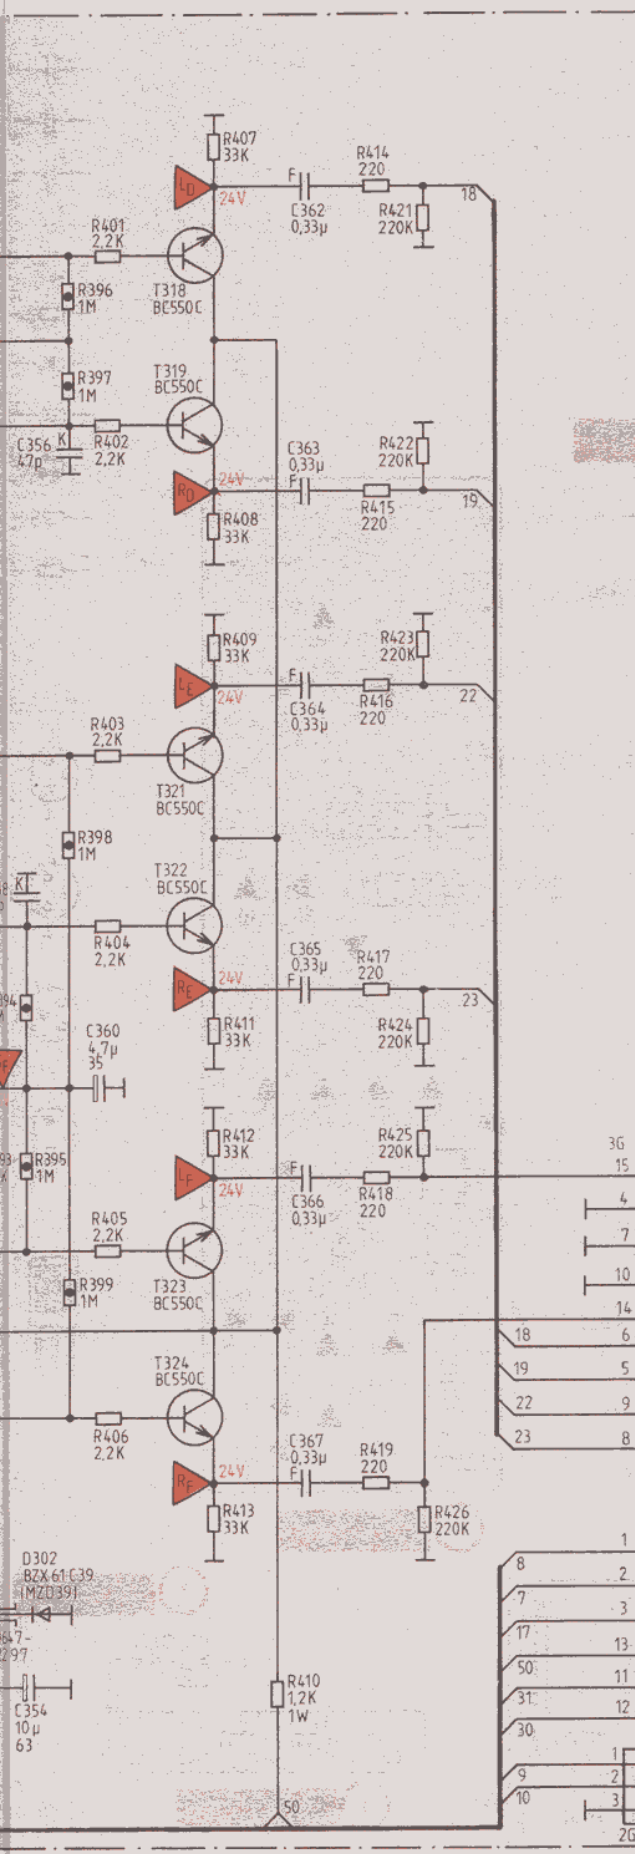 R407
33K
LD
24V
F
C362
0,33µ
R414
220
R421
220K
18
R401
2,2K
T318
BC550C
R396
1M
T319
BC550C
R397
1M
C356
47p
K
R402
2,2K
C363
0,33µ
F
R422
220K
RD
24V
R415
220
19
R408
33K
R409
33K
LE
24V
F
C364
0,33µ
R423
220K
R416
220
22
R403
2,2K
T321
BC550C
R398
1M
T322
BC550C
K
R404
2,2K
C365
0,33µ
F
R417
220
RE
24V
23
R411
33K
R424
220K
C360
4,7µ
35
R412
33K
R425
220K
LF
24V
F
C366
0,33µ
R418
220
3G
15
4
7
10
14
R395
1M
R405
2,2K
T323
BC550C
R399
1M
18
6
19
5
22
9
23
8
T324
BC550C
R406
2,2K
C367
0,33µ
F
R419
220
RF
24V
R413
33K
R426
220K
D302
BZX61C39
(MZD39)
8
1
7
2
17
3
50
13
31
11
30
12
9
1
10
2
3
2G
C354
10µ
63
R410
1,2K
1W
50